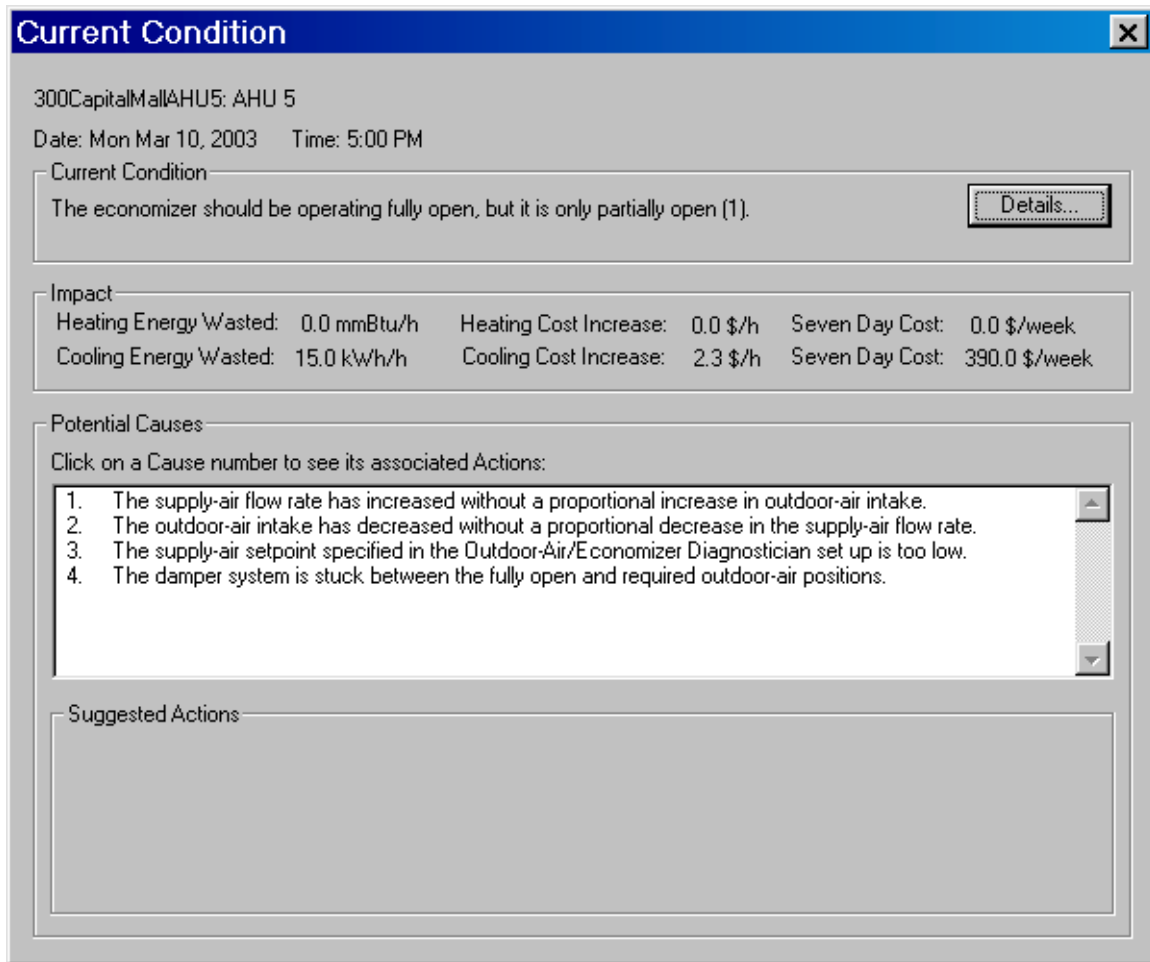 Current Condition
300CapitalMallAHU5: AHU 5
Date: Mon Mar 10, 2003 Time: 5:00 PM
Current Condition
The economizer should be operating fully open, but it is only partially open (1).
Details...
Impact
Heating Energy Wasted: 0.0 mmBtu/h Heating Cost Increase: 0.0 $/h Seven Day Cost: 0.0 $/week
Cooling Energy Wasted: 15.0 kWh/h Cooling Cost Increase: 2.3 $/h Seven Day Cost: 390.0 $/week
Potential Causes
Click on a Cause number to see its associated Actions:
1. The supply-air flow rate has increased without a proportional increase in outdoor-air intake.
2. The outdoor-air intake has decreased without a proportional decrease in the supply-air flow rate.
3. The supply-air setpoint specified in the Outdoor-Air/Economizer Diagnostician set up is too low.
4. The damper system is stuck between the fully open and required outdoor-air positions.
Suggested Actions